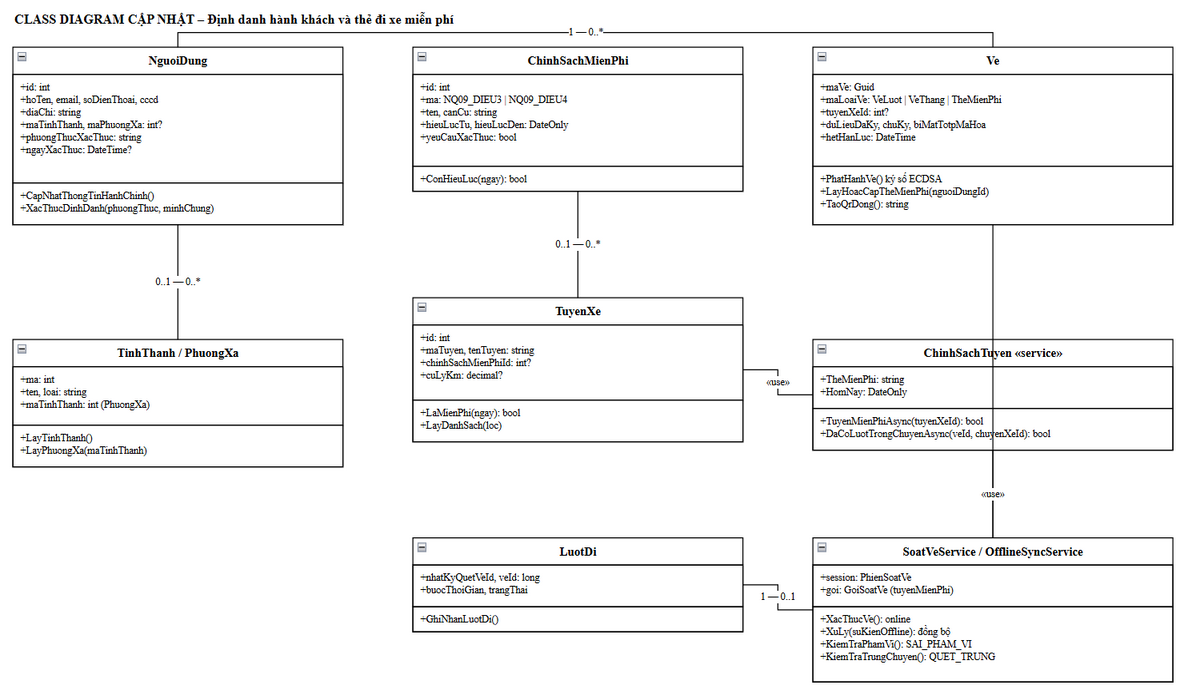 CLASS DIAGRAM CẬP NHẬT – Định danh hành khách và thẻ đi xe miễn phí
1 — 0..*
NguoiDung
+id: int
+hoTen, email, soDienThoai, cccd
+diaChi: string
+maTinhThanh, maPhuongXa: int?
+phuongThucXacThuc: string
+ngayXacThuc: DateTime?
+CapNhatThongTinHanhChinh()
+XacThucDinhDanh(phuongThuc, minhChung)
ChinhSachMienPhi
+id: int
+ma: NQ09_DIEU3 | NQ09_DIEU4
+ten, canCu: string
+hieuLucTu, hieuLucDen: DateOnly
+yeuCauXacThuc: bool
+ConHieuLuc(ngay): bool
Ve
+maVe: Guid
+maLoaiVe: VeLuot | VeThang | TheMienPhi
+tuyenXeId: int?
+duLieuDaKy, chuKy, biMatTotpMaHoa
+hetHanLuc: DateTime
+PhatHanhVe() ký số ECDSA
+LayHoacCapTheMienPhi(nguoiDungId)
+TaoQrDong(): string
0..1 — 0..*
0..1 — 0..*
TinhThanh / PhuongXa
+ma: int
+ten, loai: string
+maTinhThanh: int (PhuongXa)
+LayTinhThanh()
+LayPhuongXa(maTinhThanh)
TuyenXe
+id: int
+maTuyen, tenTuyen: string
+chinhSachMienPhiId: int?
+cuLyKm: decimal?
+LaMienPhi(ngay): bool
+LayDanhSach(loc)
«use»
ChinhSachTuyen «service»
+TheMienPhi: string
+HomNay: DateOnly
+TuyenMienPhiAsync(tuyenXeId): bool
+DaCoLuotTrongChuyenAsync(veId, chuyenXeId): bool
«use»
LuotDi
+nhatKyQuetVeId, veId: long
+buocThoiGian, trangThai
+GhiNhanLuotDi()
1 — 0..1
SoatVeService / OfflineSyncService
+session: PhienSoatVe
+goi: GoiSoatVe (tuyenMienPhi)
+XacThucVe(): online
+XuLy(suKienOffline): đồng bộ
+KiemTraPhamVi(): SAI_PHAM_VI
+KiemTraTrungChuyen(): QUET_TRUNG